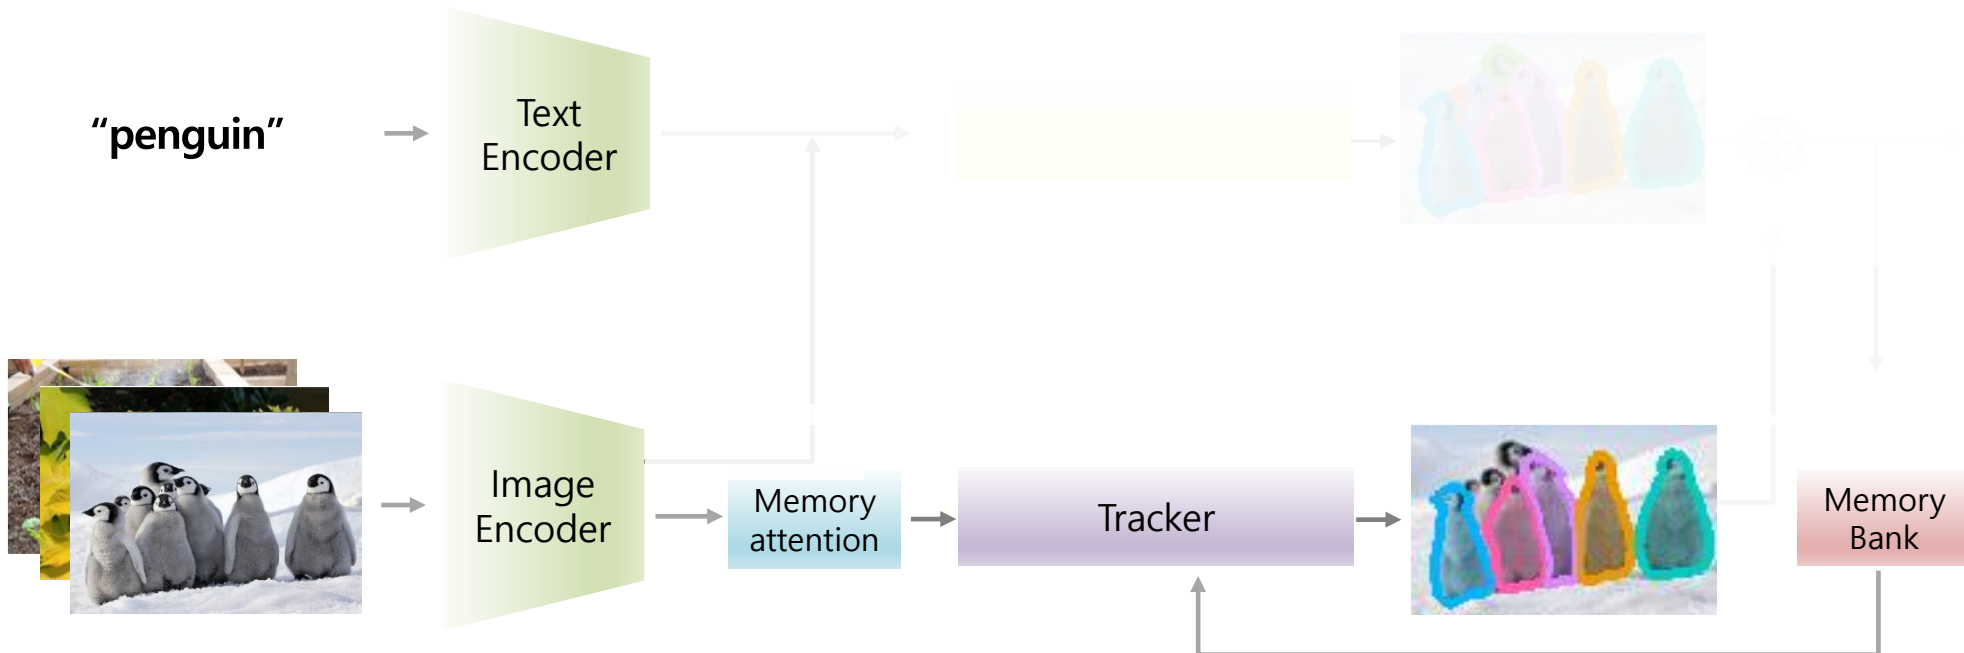 “penguin”
Text
Encoder
Image
Encoder
Memory
attention
Tracker
Memory
Bank